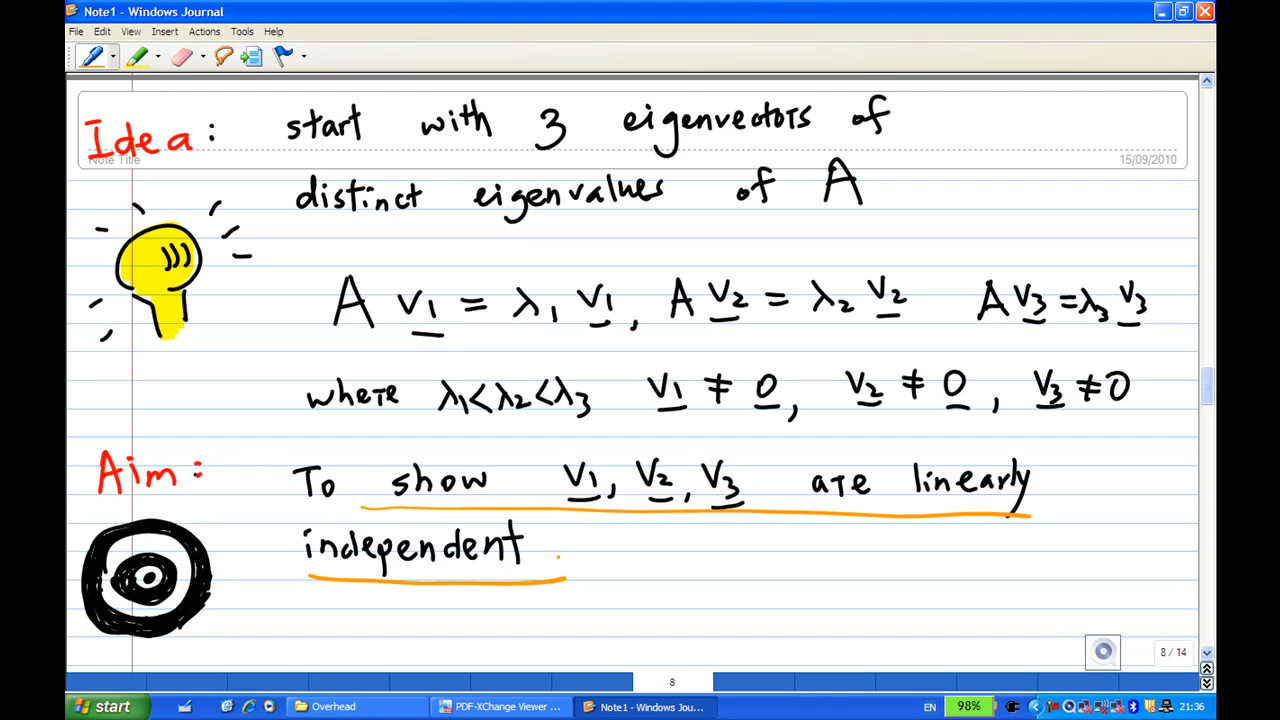 Note1 - Windows Journal
File Edit View Insert Actions Tools Help
Idea: start with 3 eigenvectors of
Note Title 15/09/2010
distinct eigenvalues of A
A v1 = λ1 v1, A v2 = λ2 v2 A v3 = λ3 v3
where λ1<λ2<λ3 v1 ≠ 0, v2 ≠ 0, v3 ≠ 0
Aim: To show v1, v2, v3 are linearly
independent
8 / 14
8
start Overhead PDF-XChange Viewer ... Note1 - Windows Jou... EN 98% 21:36